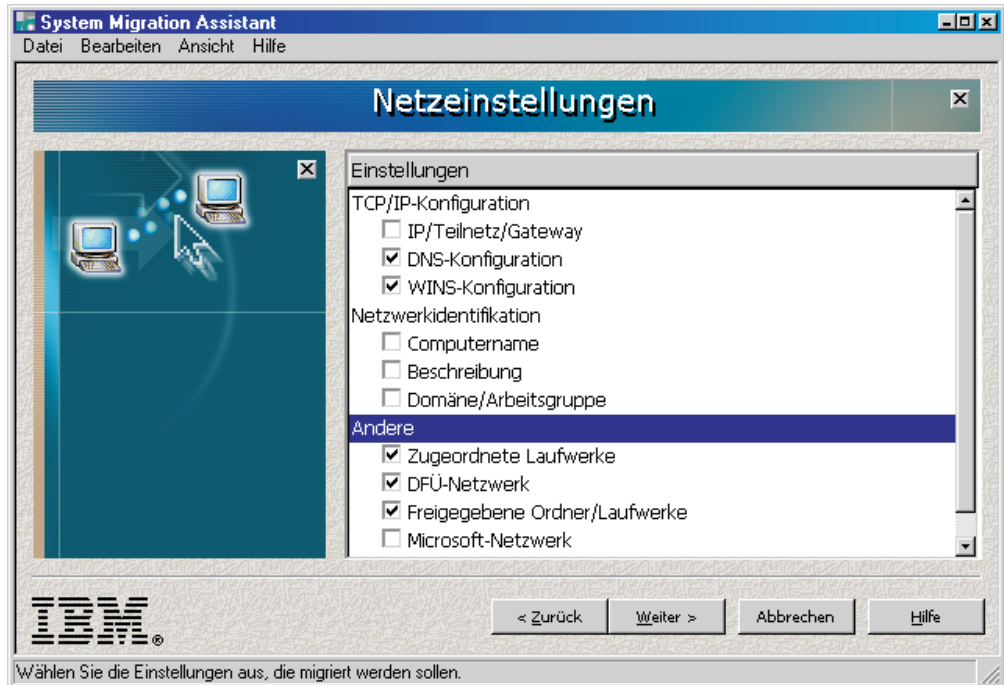 System Migration Assistant
Datei Bearbeiten Ansicht Hilfe
Netzeinstellungen
Einstellungen
TCP/IP-Konfiguration
IP/Teilnetz/Gateway
DNS-Konfiguration
WINS-Konfiguration
Netzwerkidentifikation
Computername
Beschreibung
Domäne/Arbeitsgruppe
Andere
Zugeordnete Laufwerke
DFÜ-Netzwerk
Freigegebene Ordner/Laufwerke
Microsoft-Netzwerk
IBM®
< Zurück Weiter > Abbrechen Hilfe
Wählen Sie die Einstellungen aus, die migriert werden sollen.